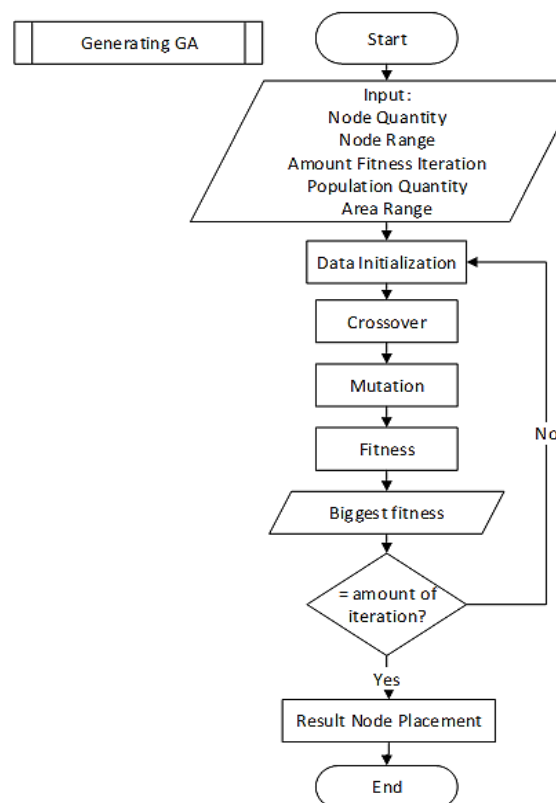 Generating GA
Start
Input:
Node Quantity
Node Range
Amount Fitness Iteration
Population Quantity
Area Range
Data Initialization
Crossover
Mutation
Fitness
No
Biggest fitness
= amount of
iteration?
Yes
Result Node Placement
End